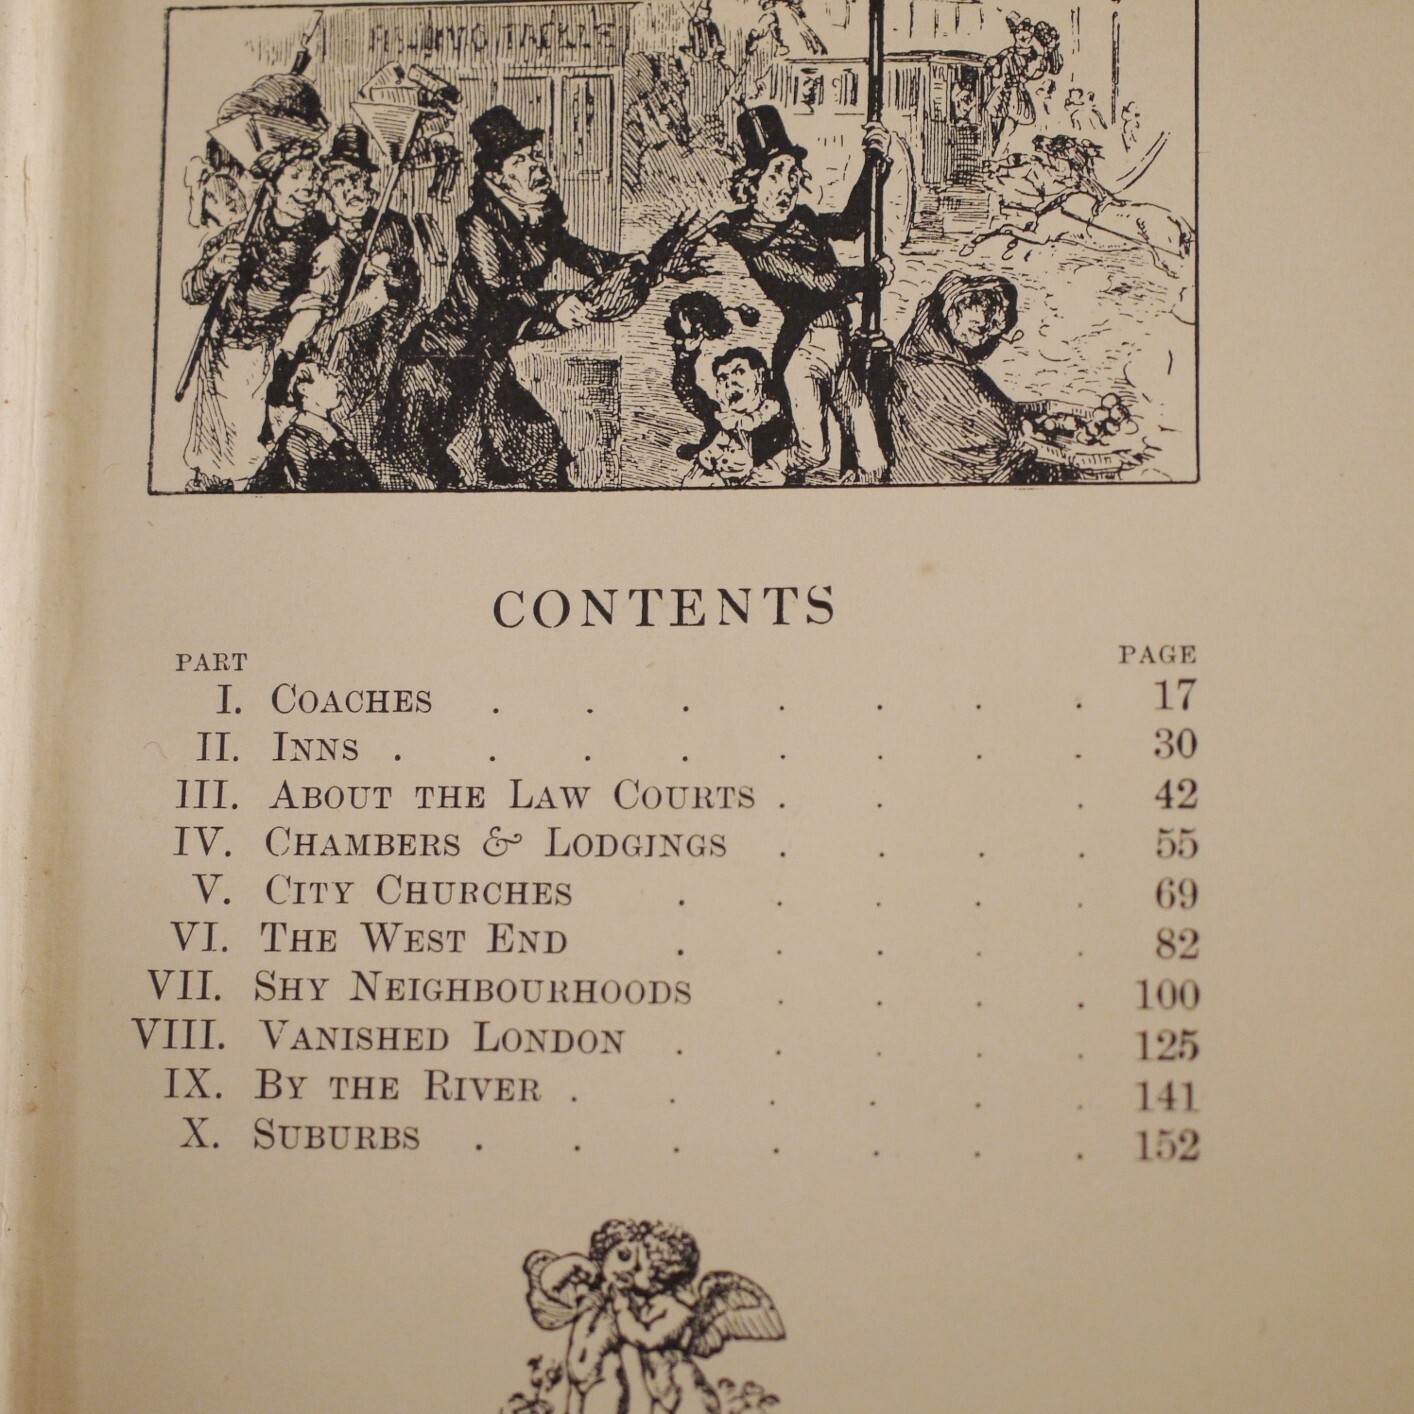 FISHING TACKLE
CONTENTS
PART PAGE
I. COACHES . . . . . . . 17
II. INNS . . . . . . . . 30
III. ABOUT THE LAW COURTS . . . 42
IV. CHAMBERS & LODGINGS . . . . 55
V. CITY CHURCHES . . . . . 69
VI. THE WEST END . . . . . 82
VII. SHY NEIGHBOURHOODS . . . . 100
VIII. VANISHED LONDON . . . . . 125
IX. BY THE RIVER . . . . . . 141
X. SUBURBS . . . . . . . 152